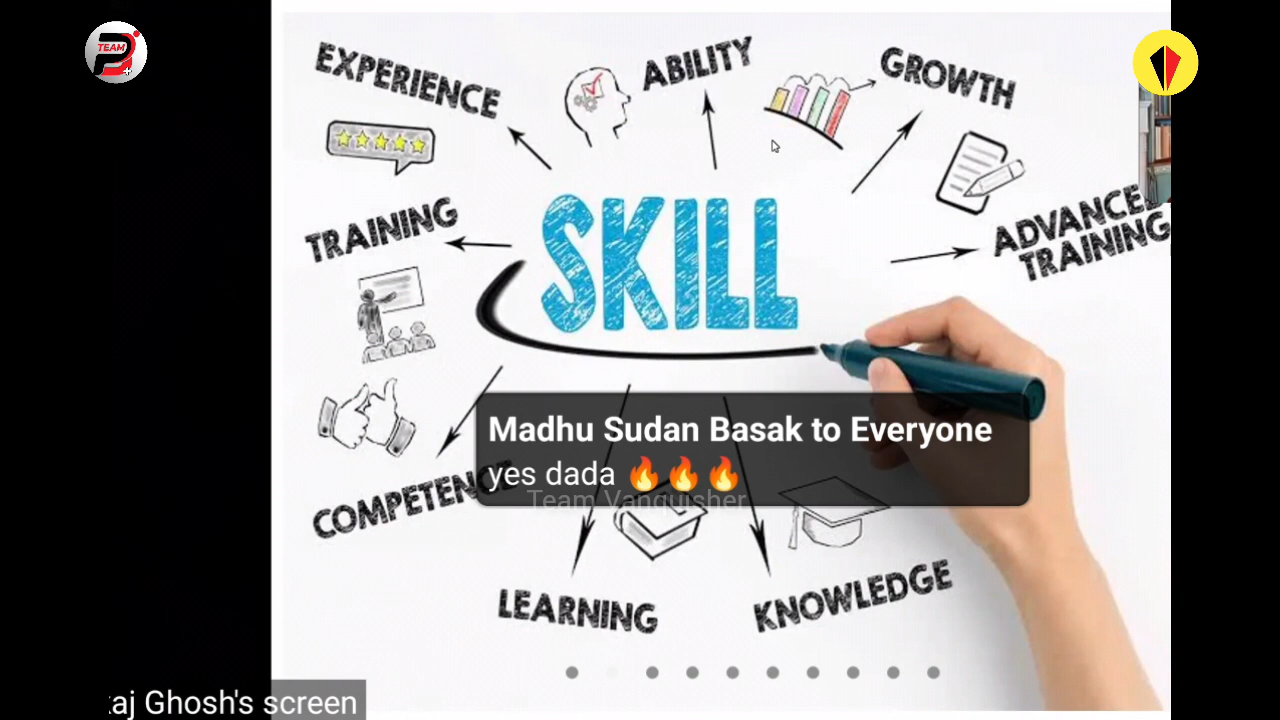 TEAM
EXPERIENCE
ABILITY
GROWTH
SKILL
TRAINING
ADVANCED
TRAINING
Madhu Sudan Basak to Everyone
yes dada 🔥🔥🔥
Team Vanquisher
COMPETENCE
LEARNING
KNOWLEDGE
Ghosh's screen